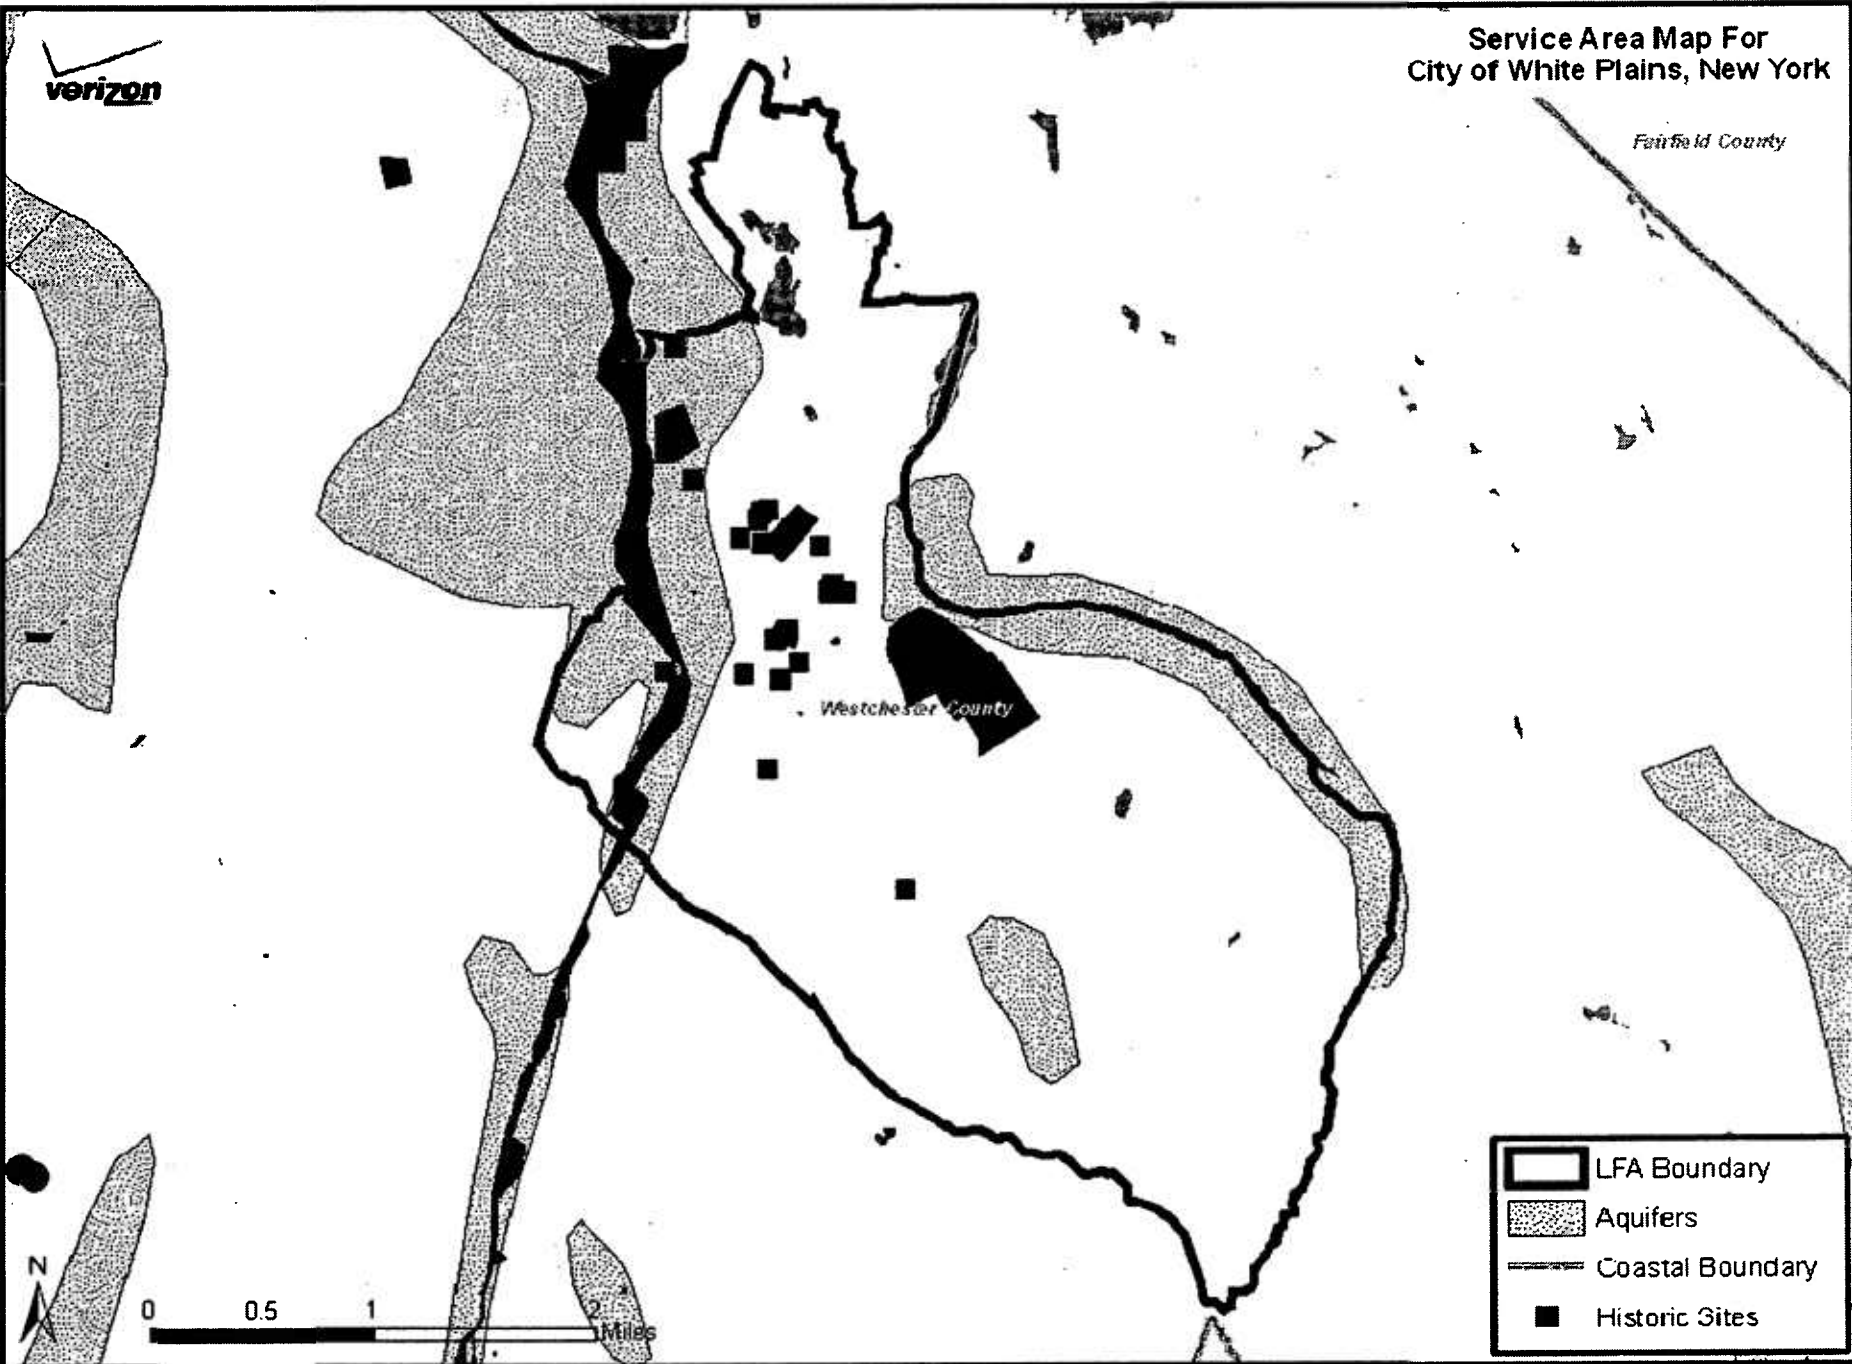 verizon
Service Area Map For
City of White Plains, New York
Fairfield County
Westchester County
LFA Boundary
Aquifers
Coastal Boundary
Historic Sites
N
0 0.5 1 2
Miles